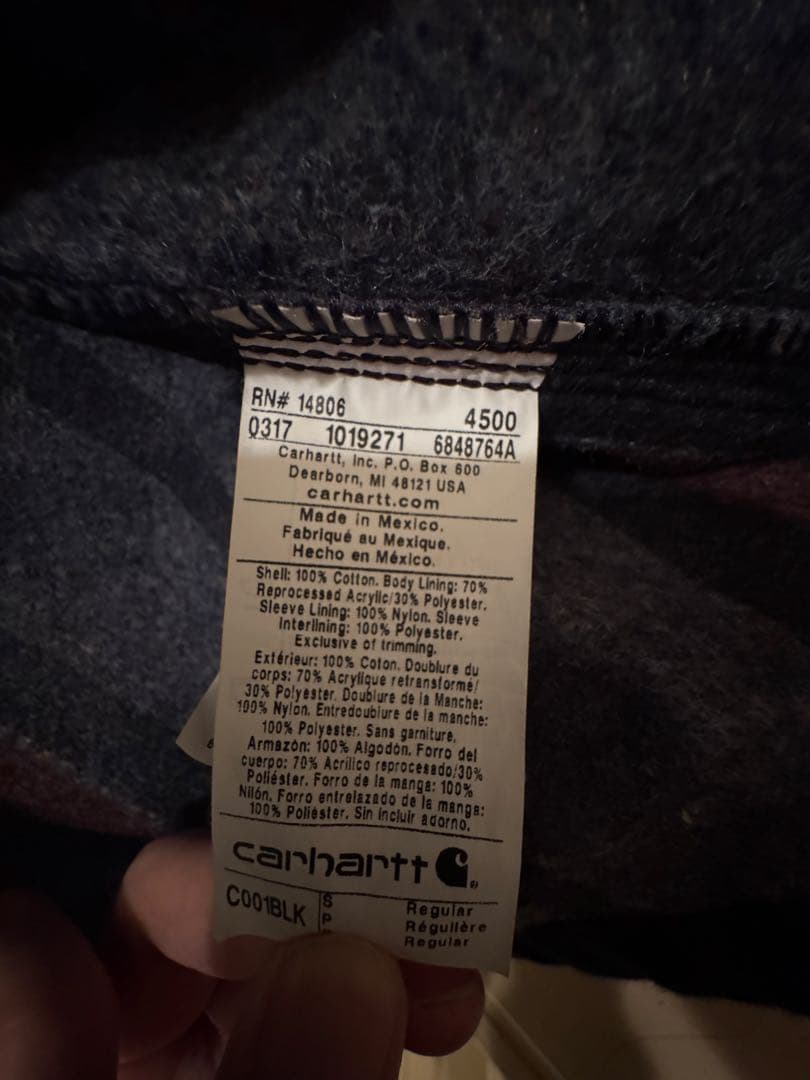 RN# 14806 4500
0317 1019271 6848764A
Carhartt, Inc. P.O. Box 600
Dearborn, MI 48121 USA
carhartt.com
Made in Mexico.
Fabriqué au Mexique.
Hecho en México.
Shell: 100% Cotton. Body Lining: 70%
Reprocessed Acrylic/30% Polyester.
Sleeve Lining: 100% Nylon. Sleeve
Interlining: 100% Polyester.
Exclusive of trimming.
Extérieur: 100% Coton. Doublure du
corps: 70% Acrylique retransformé/
30% Polyester. Doublure de la Manche:
100% Nylon. Entredoublure de la manche:
100% Polyester. Sans garniture.
Armazón: 100% Algodón. Forro del
cuerpo: 70% Acrílico reprocesado/30%
Poliéster. Forro de la manga: 100%
Nilón. Forro entrelazado de la manga:
100% Poliéster. Sin incluir adorno.
carhartt
C001BLK S Regular
P Régulière
Regular